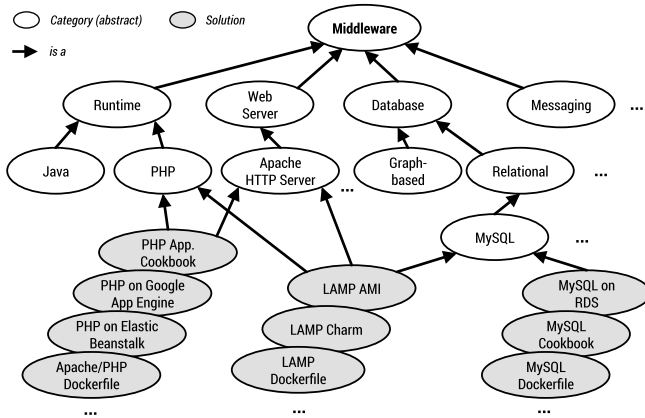 Category (abstract)
Solution
is a
Middleware
Runtime
Web
Server
Database
Messaging
...
Java
PHP
Apache
HTTP Server
...
Graph-
based
Relational
...
MySQL
...
PHP App.
Cookbook
PHP on Google
App Engine
PHP on Elastic
Beanstalk
Apache/PHP
Dockerfile
...
LAMP AMI
LAMP Charm
LAMP
Dockerfile
...
MySQL on
RDS
MySQL
Cookbook
MySQL
Dockerfile
...